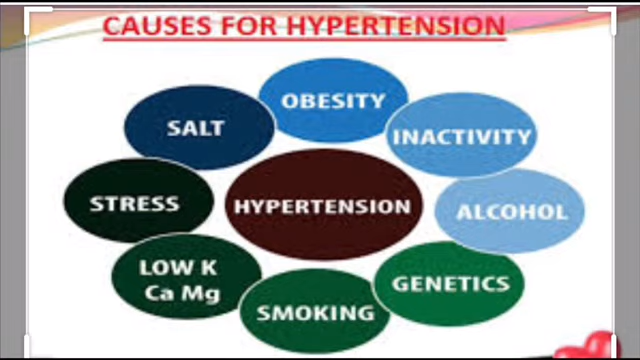 CAUSES FOR HYPERTENSION
OBESITY
SALT
INACTIVITY
STRESS
HYPERTENSION
ALCOHOL
LOW K
Ca Mg
GENETICS
SMOKING